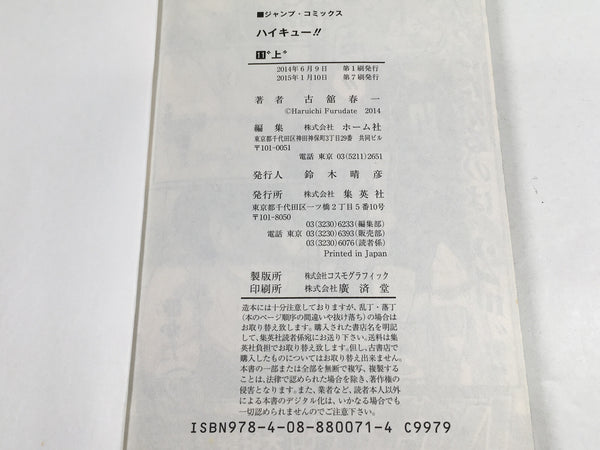 ■ジャンプ・コミックス
ハイキュー!!
11〝上〟
2014年6月9日 第1刷発行
2015年1月10日 第7刷発行
著者 古舘春一
©Haruichi Furudate 2014
編集 株式会社 ホーム社
東京都千代田区神田神保町3丁目29番 共同ビル
〒101-0051
電話 東京 03(5211)2651
発行人 鈴木晴彦
発行所 株式会社 集英社
東京都千代田区一ツ橋2丁目5番10号
〒101-8050
03(3230)6233(編集部)
電話 東京 03(3230)6393(販売部)
03(3230)6076(読者係)
Printed in Japan
製版所 株式会社コスモグラフィック
印刷所 株式会社 廣済堂
造本には十分注意しておりますが、乱丁・落丁
(本のページ順序の間違いや抜け落ち)の場合は
お取り替え致します。購入された書店名を明記
して、集英社読者係宛にお送り下さい。送料は集
英社負担でお取り替え致します。但し、古書店で
購入したものについてはお取り替え出来ません。
本書の一部または全部を無断で複写、複製する
ことは、法律で認められた場合を除き、著作権の
侵害となります。また、業者など、読者本人以外
による本書のデジタル化は、いかなる場合でも
一切認められませんのでご注意下さい。
ISBN978-4-08-880071-4 C9979